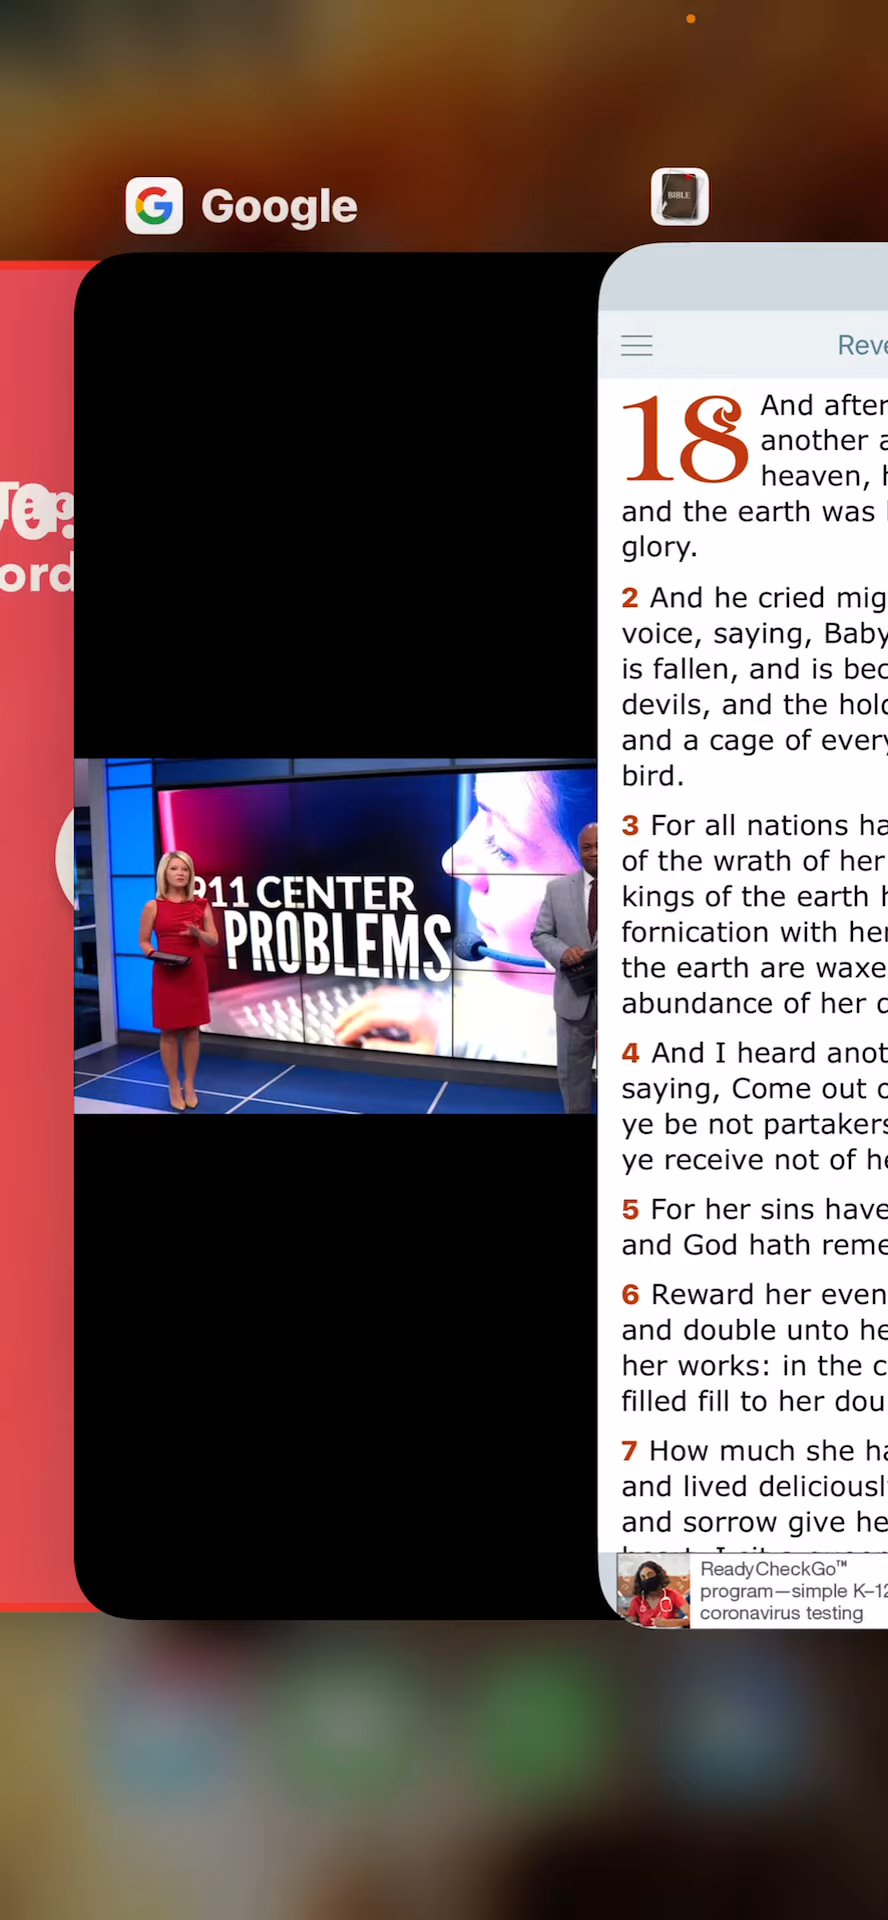 Google
BIBLE
Reve
18 And after
another a
heaven, h
and the earth was
glory.
2 And he cried mig
voice, saying, Baby
is fallen, and is bec
devils, and the hold
and a cage of every
bird.
3 For all nations ha
of the wrath of her
kings of the earth h
fornication with her
the earth are waxe
abundance of her d
4 And I heard anot
saying, Come out o
ye be not partakers
ye receive not of he
5 For her sins have
and God hath reme
6 Reward her even
and double unto he
her works: in the c
filled fill to her dou
7 How much she ha
and lived deliciousl
and sorrow give he
ReadyCheckGo™
program—simple K–12
coronavirus testing
911 CENTER
PROBLEMS
ord